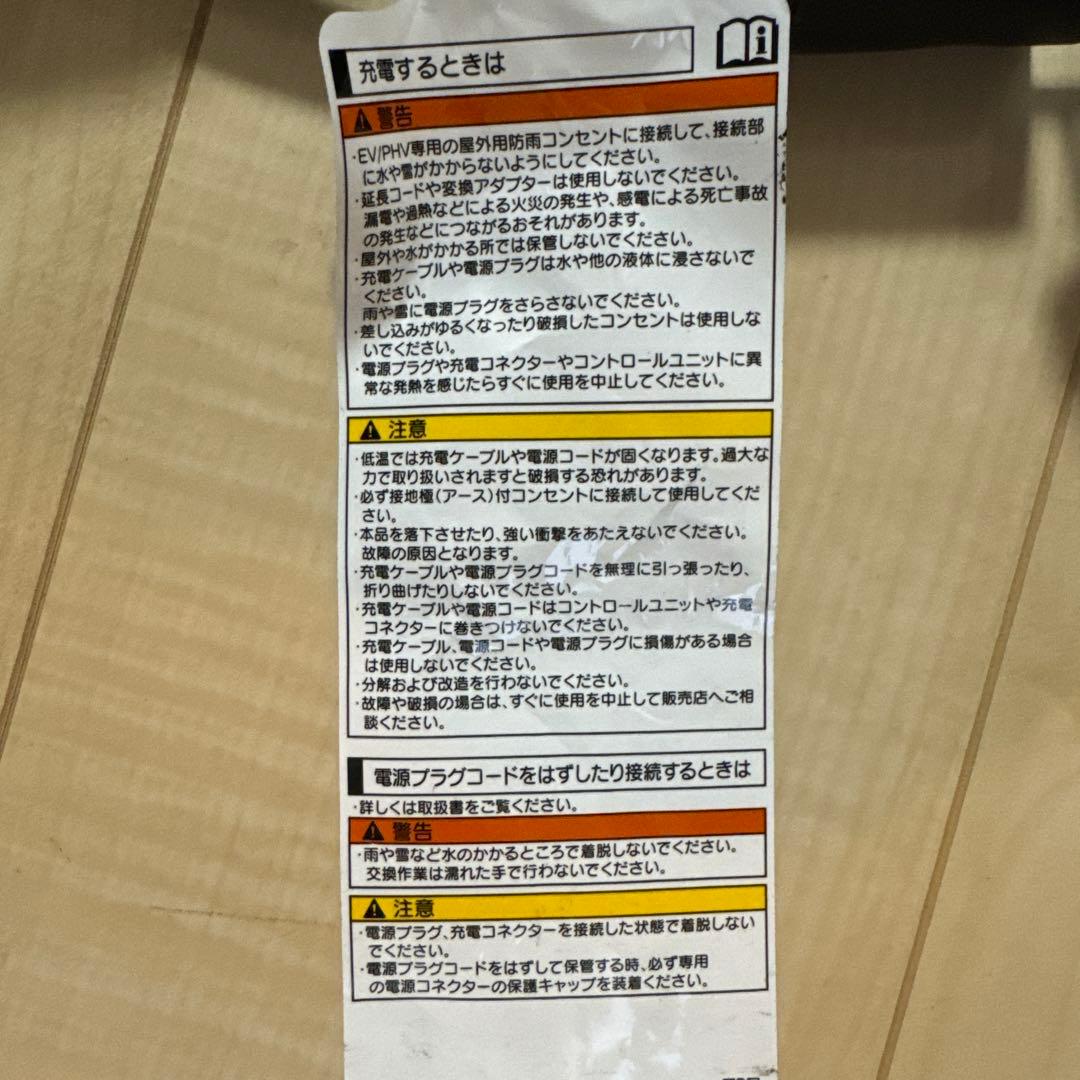 充電するときは
警告
・EV/PHV専用の屋外用防雨コンセントに接続して、接続部
に水や雪がかからないようにしてください。
・延長コードや変換アダプターは使用しないでください。
漏電や過熱などによる火災の発生や、感電による死亡事故
の発生などにつながるおそれがあります。
・屋外や水がかかる所では保管しないでください。
・充電ケーブルや電源プラグは水や他の液体に浸さないで
ください。
雨や雪に電源プラグをさらさないでください。
・差し込みがゆるくなったり破損したコンセントは使用しな
いでください。
・電源プラグや充電コネクターやコントロールユニットに異
常な発熱を感じたらすぐに使用を中止してください。
注意
・低温では充電ケーブルや電源コードが固くなります。過大な
力で取り扱いされますと破損する恐れがあります。
・必ず接地極(アース)付コンセントに接続して使用してくだ
さい。
・本品を落下させたり、強い衝撃をあたえないでください。
故障の原因となります。
・充電ケーブルや電源プラグコードを無理に引っ張ったり、
折り曲げたりしないでください。
・充電ケーブルや電源コードはコントロールユニットや充電
コネクターに巻きつけないでください。
・充電ケーブル、電源コードや電源プラグに損傷がある場合
は使用しないでください。
・分解および改造を行わないでください。
・故障や破損の場合は、すぐに使用を中止して販売店へご相
談ください。
電源プラグコードをはずしたり接続するときは
・詳しくは取扱書をご覧ください。
警告
・雨や雪など水のかかるところで着脱しないでください。
交換作業は濡れた手で行わないでください。
注意
・電源プラグ、充電コネクターを接続した状態で着脱しない
でください。
・電源プラグコードをはずして保管する時、必ず専用
の電源コネクターの保護キャップを装着ください。